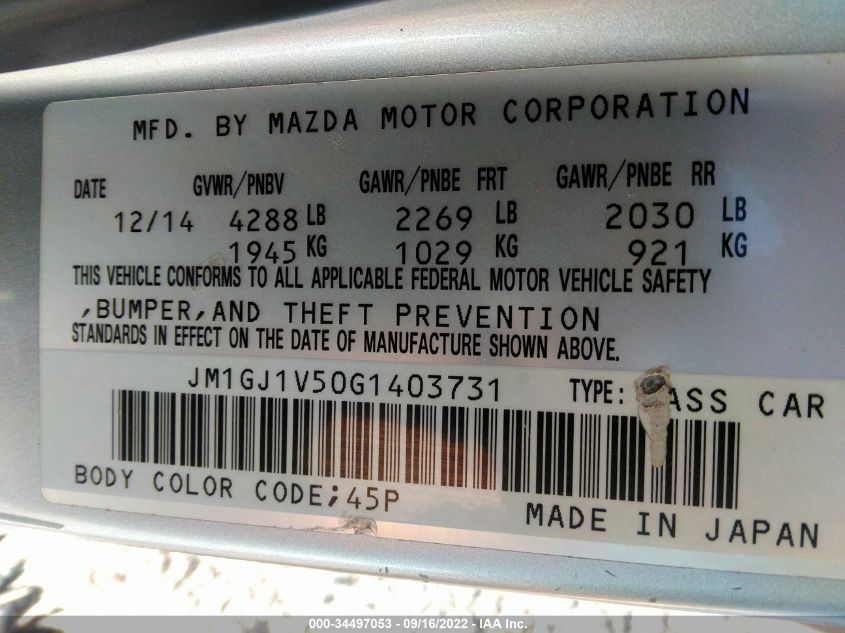 MFD. BY MAZDA MOTOR CORPORATION
DATE GVWR/PNBV GAWR/PNBE FRT GAWR/PNBE RR
12/14 4288 LB 2269 LB 2030 LB
1945 KG 1029 KG 921 KG
THIS VEHICLE CONFORMS TO ALL APPLICABLE FEDERAL MOTOR VEHICLE SAFETY
,BUMPER,AND THEFT PREVENTION
STANDARDS IN EFFECT ON THE DATE OF MANUFACTURE SHOWN ABOVE.
JM1GJ1V50G1403731 TYPE: ASS CAR
BODY COLOR CODE;45P
MADE IN JAPAN
000-34497053 - 09/16/2022 - IAA Inc.